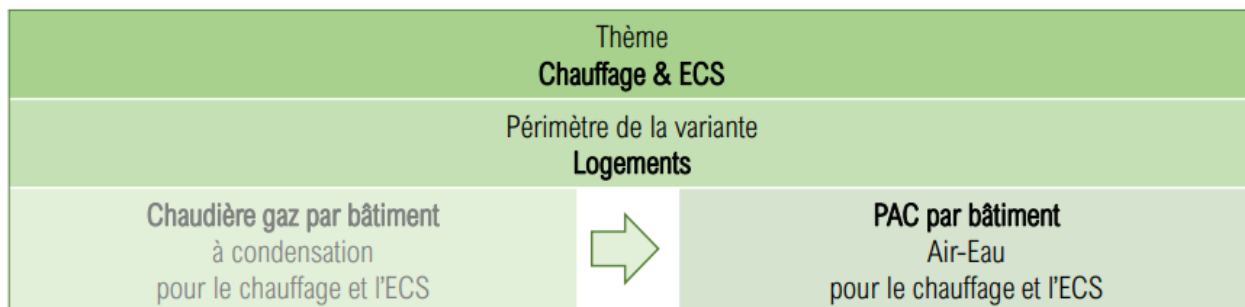 Thème
Chauffage & ECS
Périmètre de la variante
Logements
Chaudière gaz par bâtiment
à condensation
pour le chauffage et l'ECS
PAC par bâtiment
Air-Eau
pour le chauffage et l'ECS